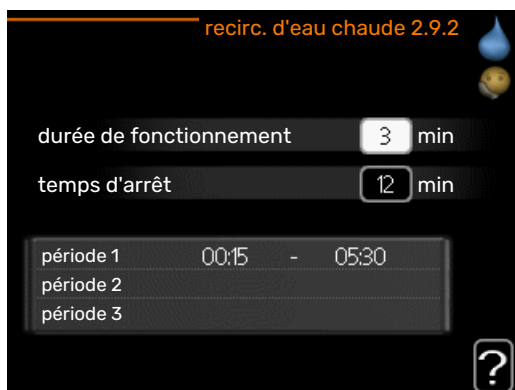 recirc. d'eau chaude 2.9.2
durée de fonctionnement 3 min
temps d'arrêt 12 min
période 1 00:15 - 05:30
période 2
période 3
?